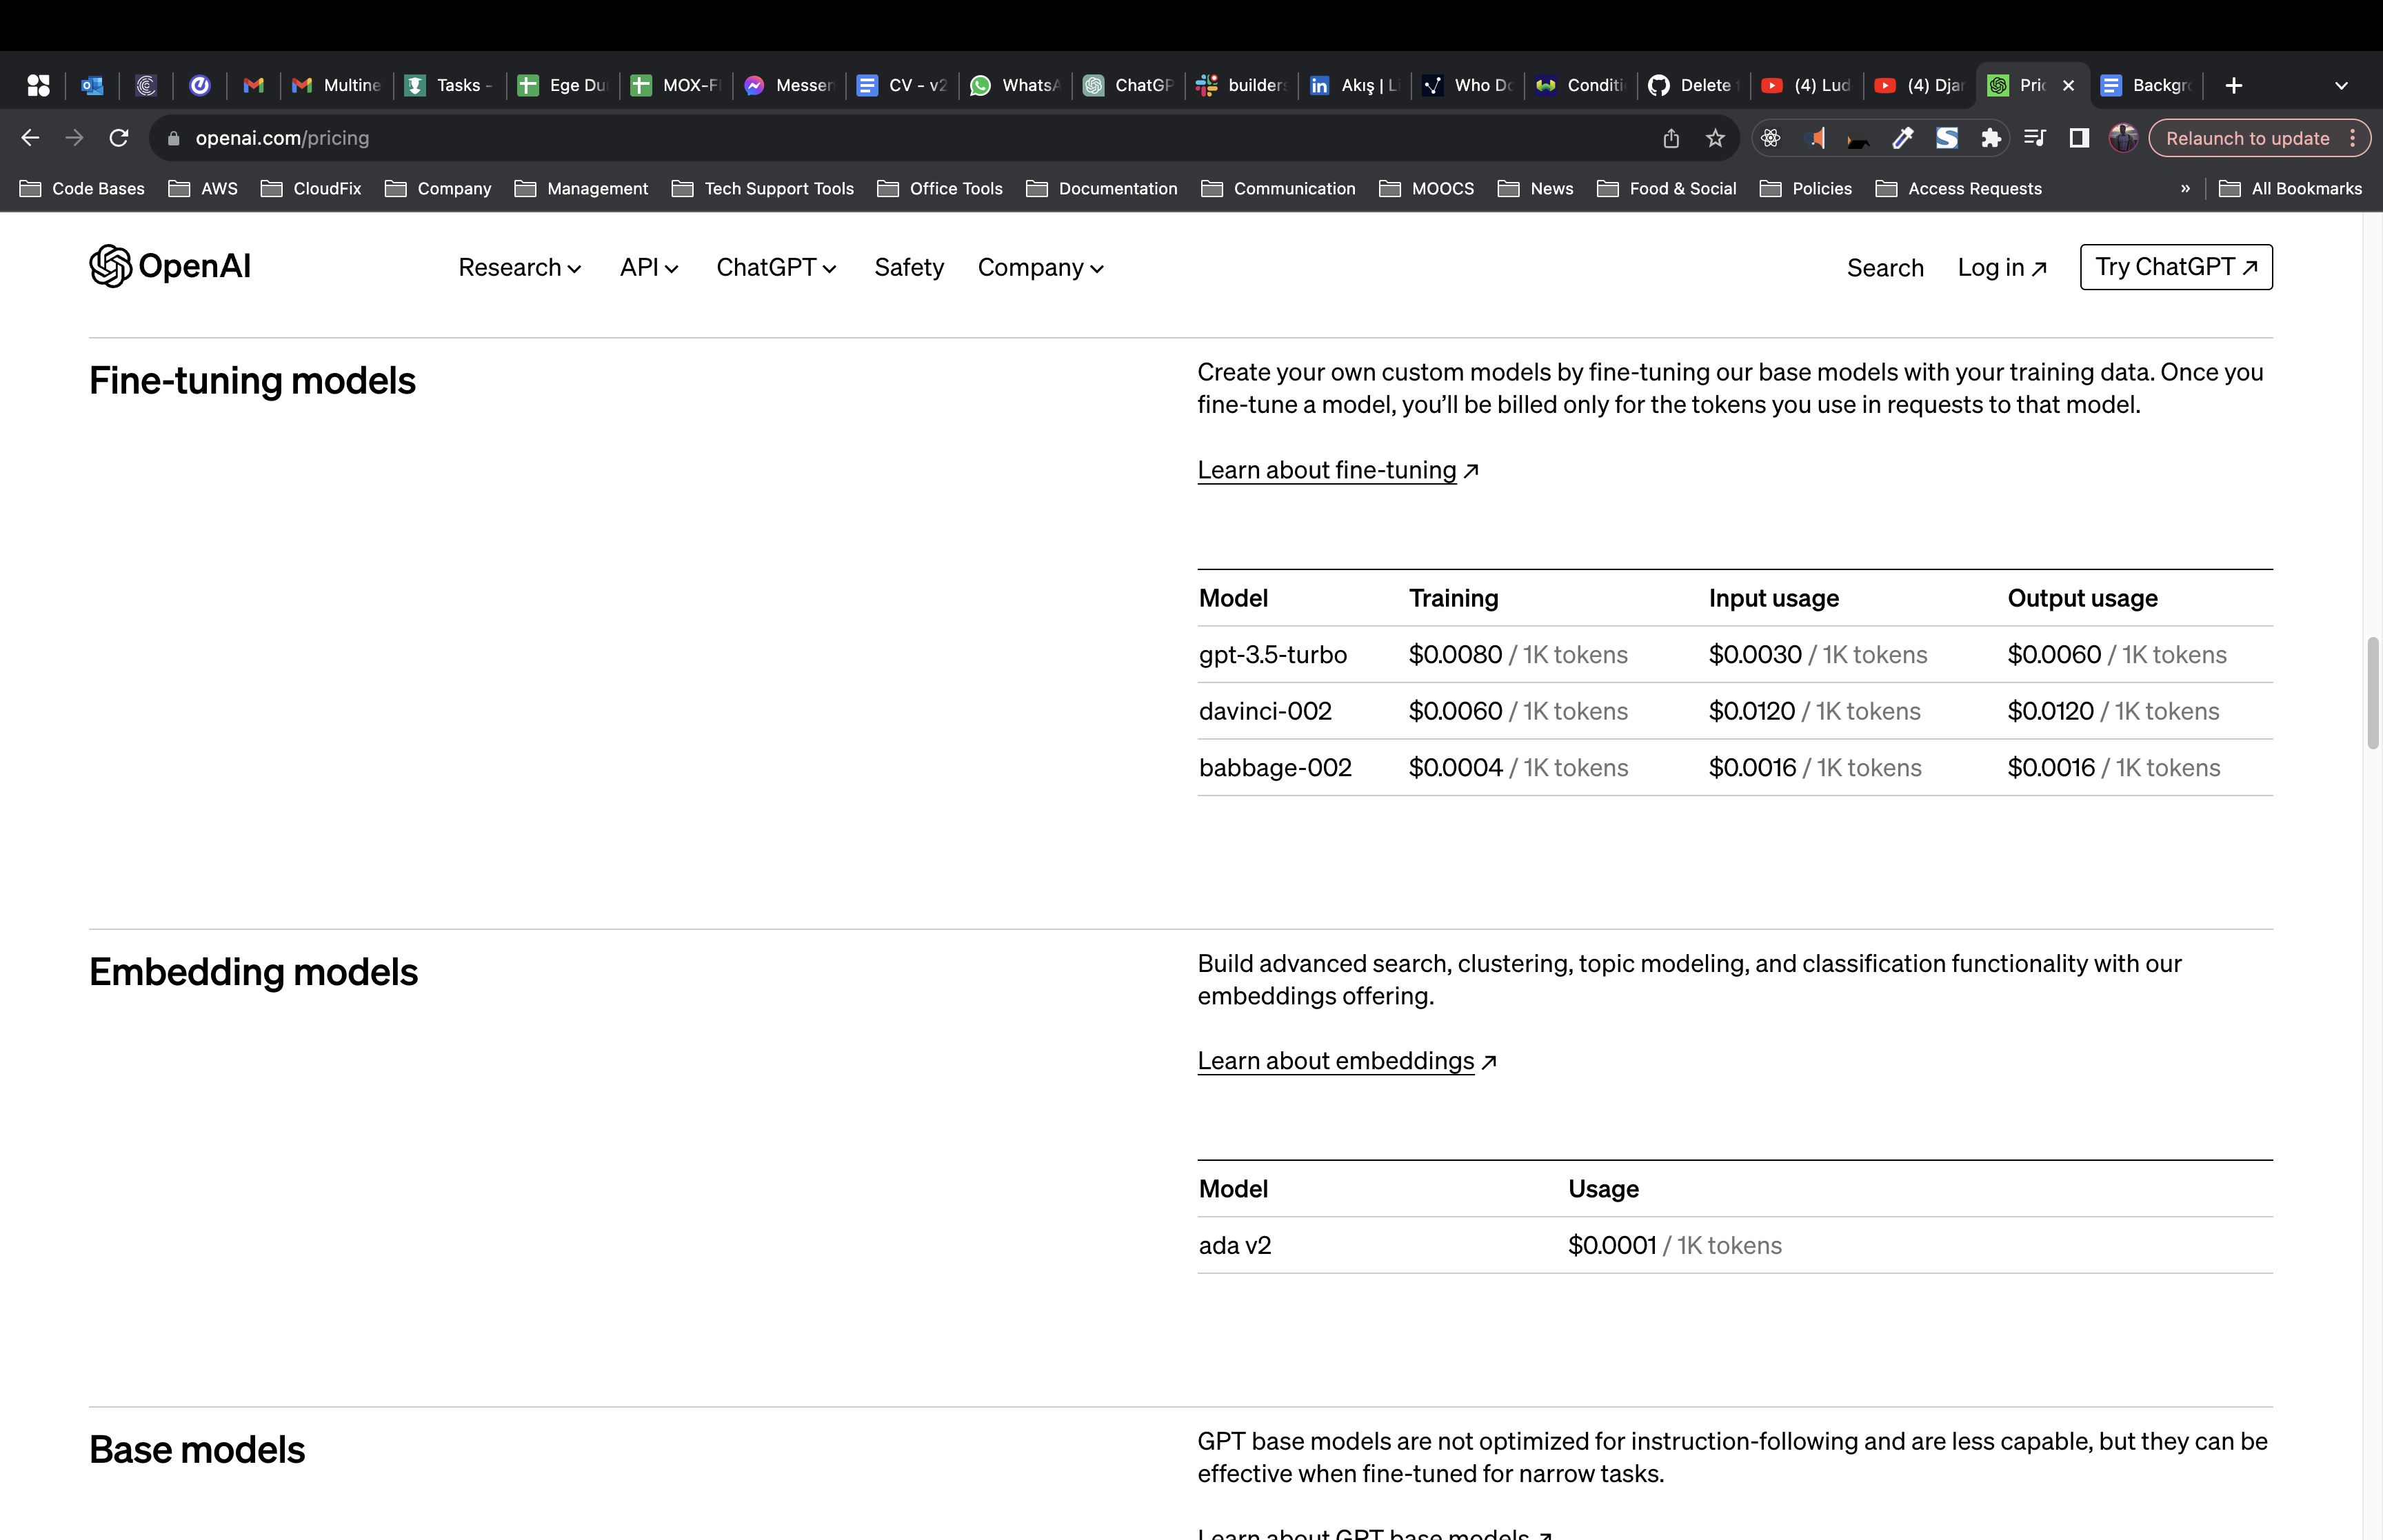 Multine
Tasks -
Ege Du
MOX-F
Messen
CV - v2
WhatsA
ChatGP
builder
Akış | L
Who Do
Conditi
Delete
(4) Lud
(4) Djar
Pric
Backgr
openai.com/pricing
Relaunch to update
Code Bases
AWS
CloudFix
Company
Management
Tech Support Tools
Office Tools
Documentation
Communication
MOOCS
News
Food & Social
Policies
Access Requests
»
All Bookmarks
OpenAI
Research
API
ChatGPT
Safety
Company
Search
Log in ↗
Try ChatGPT ↗
Fine-tuning models
Create your own custom models by fine-tuning our base models with your training data. Once you
fine-tune a model, you’ll be billed only for the tokens you use in requests to that model.
Learn about fine-tuning ↗
Model Training Input usage Output usage
gpt-3.5-turbo $0.0080 / 1K tokens $0.0030 / 1K tokens $0.0060 / 1K tokens
davinci-002 $0.0060 / 1K tokens $0.0120 / 1K tokens $0.0120 / 1K tokens
babbage-002 $0.0004 / 1K tokens $0.0016 / 1K tokens $0.0016 / 1K tokens
Embedding models
Build advanced search, clustering, topic modeling, and classification functionality with our
embeddings offering.
Learn about embeddings ↗
Model Usage
ada v2 $0.0001 / 1K tokens
Base models
GPT base models are not optimized for instruction-following and are less capable, but they can be
effective when fine-tuned for narrow tasks.
Learn about GPT base models ↗